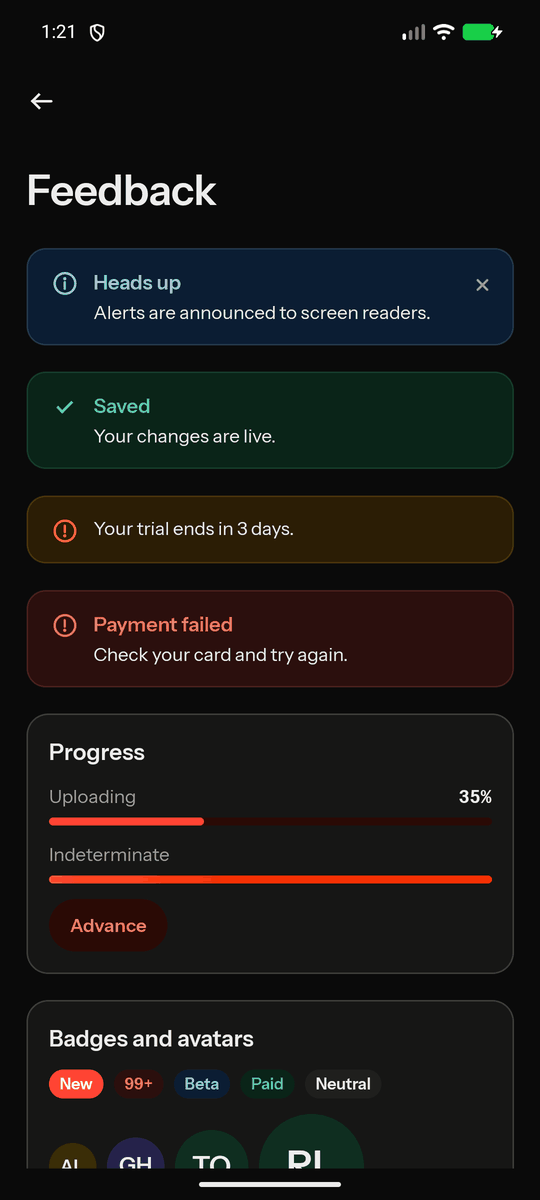 1:21
Feedback
Heads up
Alerts are announced to screen readers.
Saved
Your changes are live.
Your trial ends in 3 days.
Payment failed
Check your card and try again.
Progress
Uploading 35%
Indeterminate
Advance
Badges and avatars
New 99+ Beta Paid Neutral
GH TO